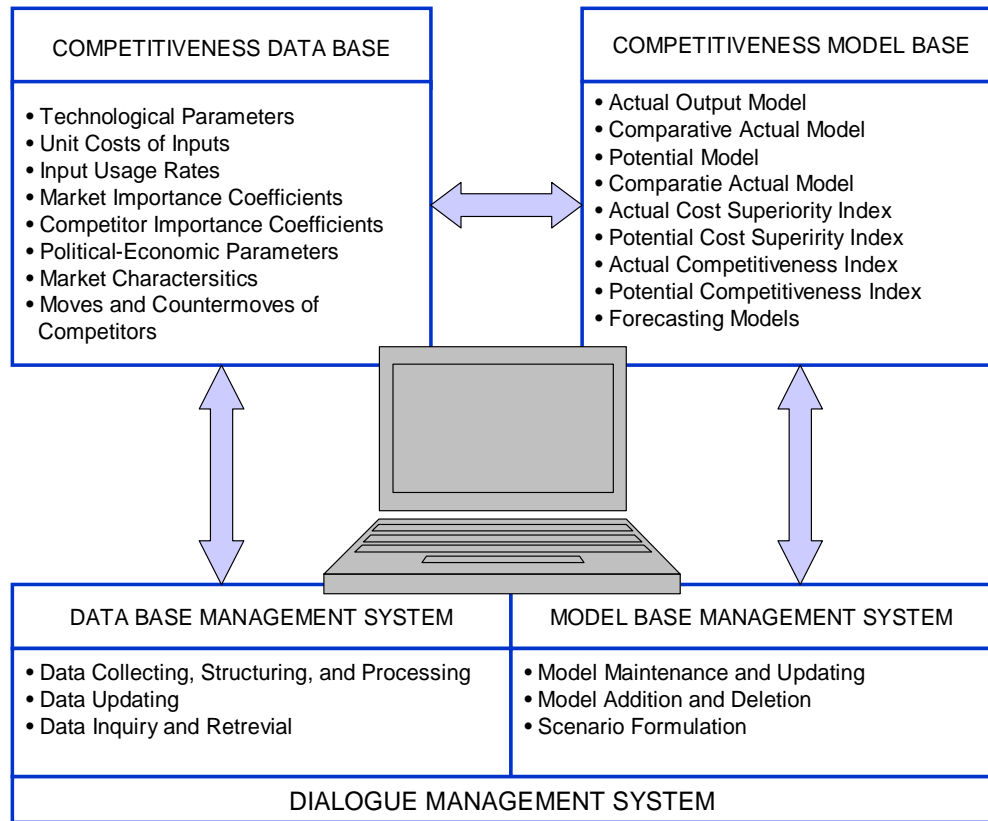 COMPETITIVENESS DATA BASE
• Technological Parameters
• Unit Costs of Inputs
• Input Usage Rates
• Market Importance Coefficients
• Competitor Importance Coefficients
• Political-Economic Parameters
• Market Charactersitics
• Moves and Countermoves of
Competitors
COMPETITIVENESS MODEL BASE
• Actual Output Model
• Comparative Actual Model
• Potential Model
• Comparatie Actual Model
• Actual Cost Superiority Index
• Potential Cost Superirity Index
• Actual Competitiveness Index
• Potential Competitiveness Index
• Forecasting Models
DATA BASE MANAGEMENT SYSTEM
• Data Collecting, Structuring, and Processing
• Data Updating
• Data Inquiry and Retrevial
MODEL BASE MANAGEMENT SYSTEM
• Model Maintenance and Updating
• Model Addition and Deletion
• Scenario Formulation
DIALOGUE MANAGEMENT SYSTEM